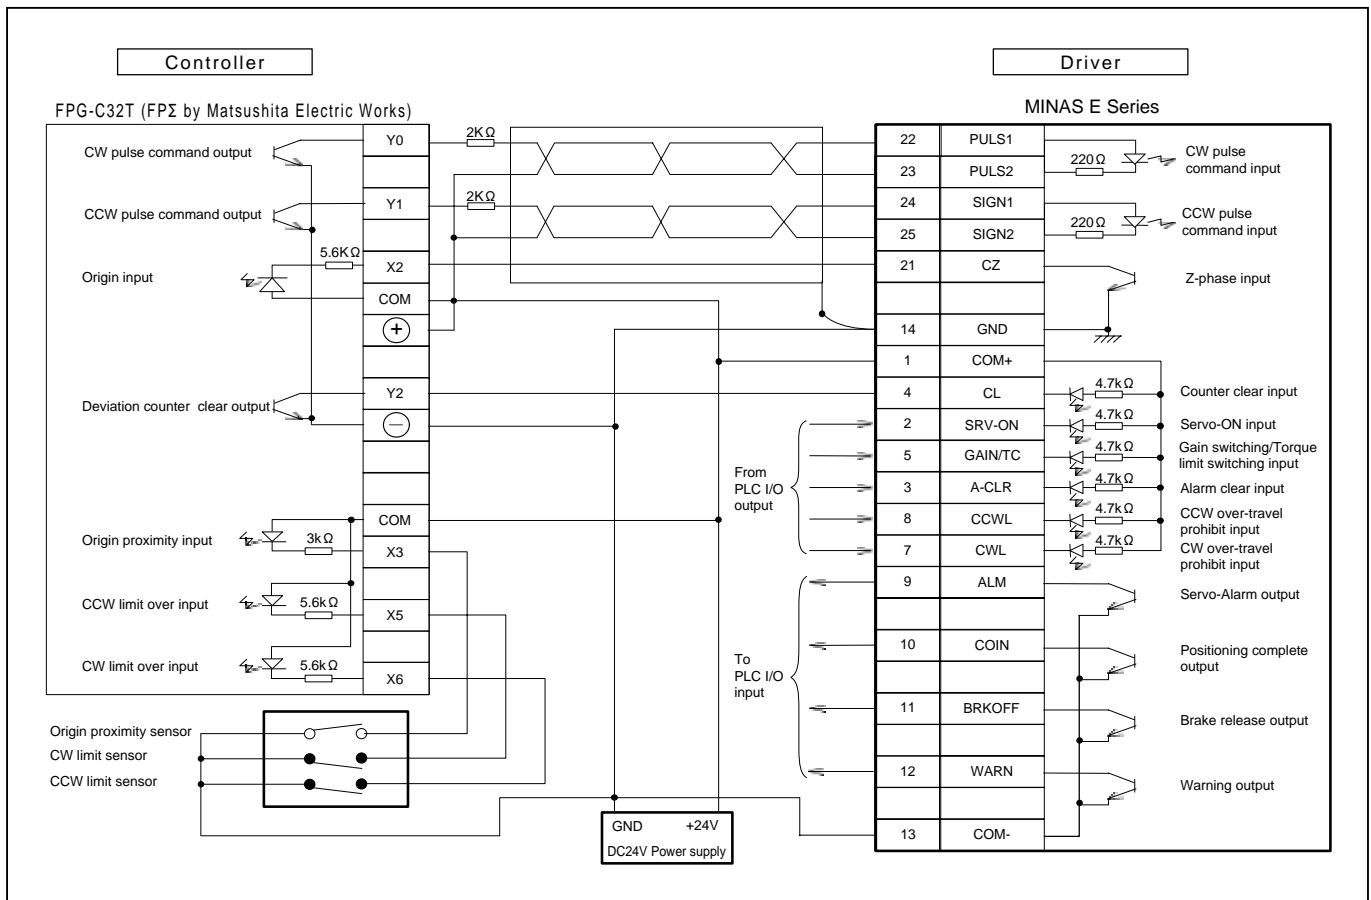 Controller
Driver
FPG-C32T (FPΣ by Matsushita Electric Works)
MINAS E Series
CW pulse command output
Y0
2KΩ
22
PULS1
220Ω
CW pulse
command input
23
PULS2
CCW pulse command output
Y1
2KΩ
24
SIGN1
220Ω
CCW pulse
command input
25
SIGN2
Origin input
5.6KΩ
X2
21
CZ
Z-phase input
COM
+
14
GND
1
COM+
Deviation counter clear output
Y2
4
CL
4.7kΩ
Counter clear input
−
2
SRV-ON
4.7kΩ
Servo-ON input
From
PLC I/O
output
5
GAIN/TC
4.7kΩ
Gain switching/Torque
limit switching input
3
A-CLR
4.7kΩ
Alarm clear input
COM
8
CCWL
4.7kΩ
CCW over-travel
prohibit input
Origin proximity input
3kΩ
X3
7
CWL
4.7kΩ
CW over-travel
prohibit input
9
ALM
Servo-Alarm output
CCW limit over input
5.6kΩ
X5
To
PLC I/O
input
10
COIN
Positioning complete
output
CW limit over input
5.6kΩ
X6
11
BRKOFF
Brake release output
Origin proximity sensor
CW limit sensor
CCW limit sensor
12
WARN
Warning output
GND
+24V
DC24V Power supply
13
COM-